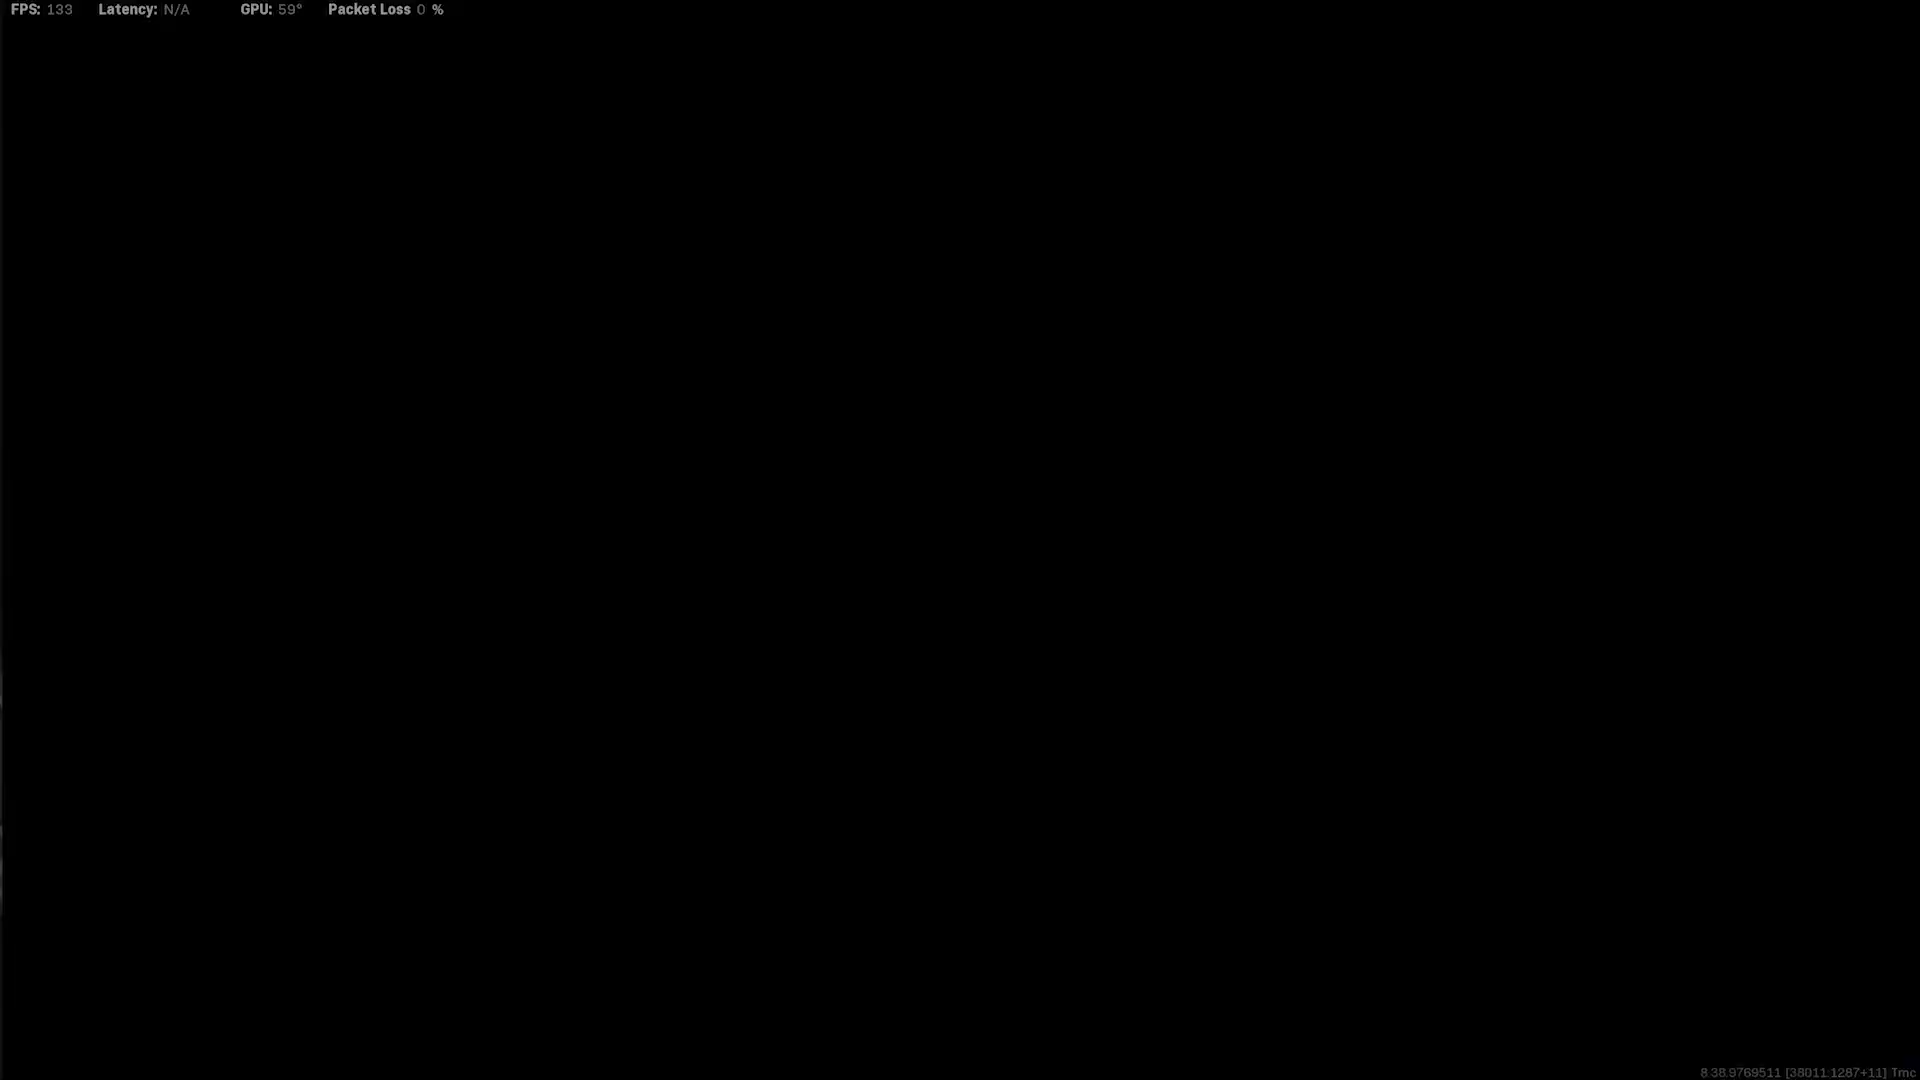 FPS: 133 Latency: N/A GPU: 59° Packet Loss 0 %
8.38.9769511 [38011:1287+11] Tmc